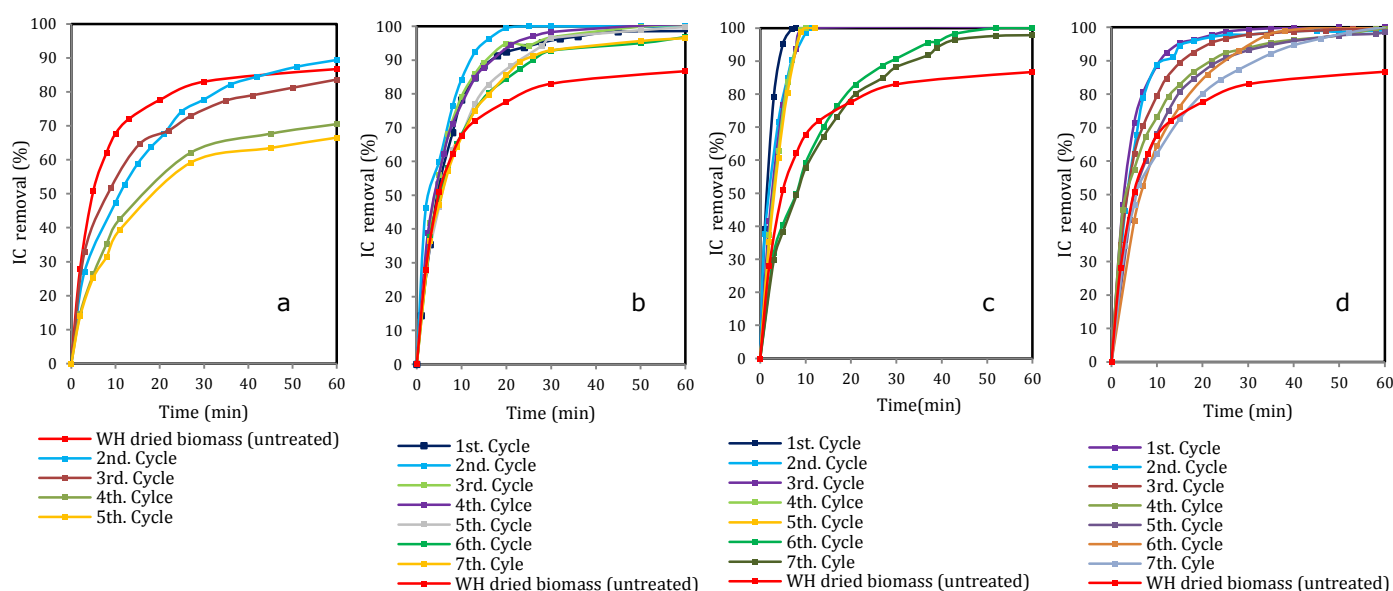 IC removal (%)
100
90
80
70
60
50
40
30
20
10
0
0 10 20 30 40 50 60
Time (min)
a
WH dried biomass (untreated)
2nd. Cycle
3rd. Cycle
4th. Cylce
5th. Cycle
IC removal (%)
100
90
80
70
60
50
40
30
20
10
0
0 10 20 30 40 50 60
Time (min)
b
1st. Cycle
2nd. Cycle
3rd. Cycle
4th. Cylce
5th. Cycle
6th. Cycle
7th. Cyle
WH dried biomass (untreated)
IC removal (%)
100
90
80
70
60
50
40
30
20
10
0
0 10 20 30 40 50 60
Time(min)
c
1st. Cycle
2nd. Cycle
3rd. Cycle
4th. Cylce
5th. Cycle
6th. Cycle
7th. Cyle
WH dried biomass (untreated)
IC removal (%)
100
90
80
70
60
50
40
30
20
10
0
0 10 20 30 40 50 60
Time (min)
d
1st. Cycle
2nd. Cycle
3rd. Cycle
4th. Cylce
5th. Cycle
6th. Cycle
7th. Cyle
WH dried biomass (untreated)